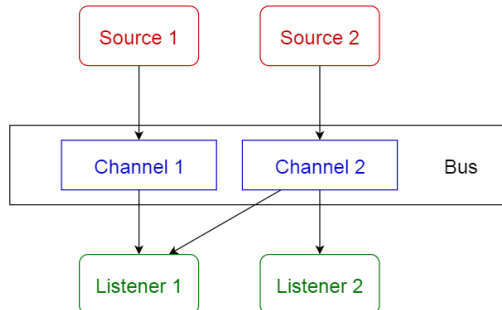 Source 1
Source 2
Channel 1
Channel 2
Bus
Listener 1
Listener 2